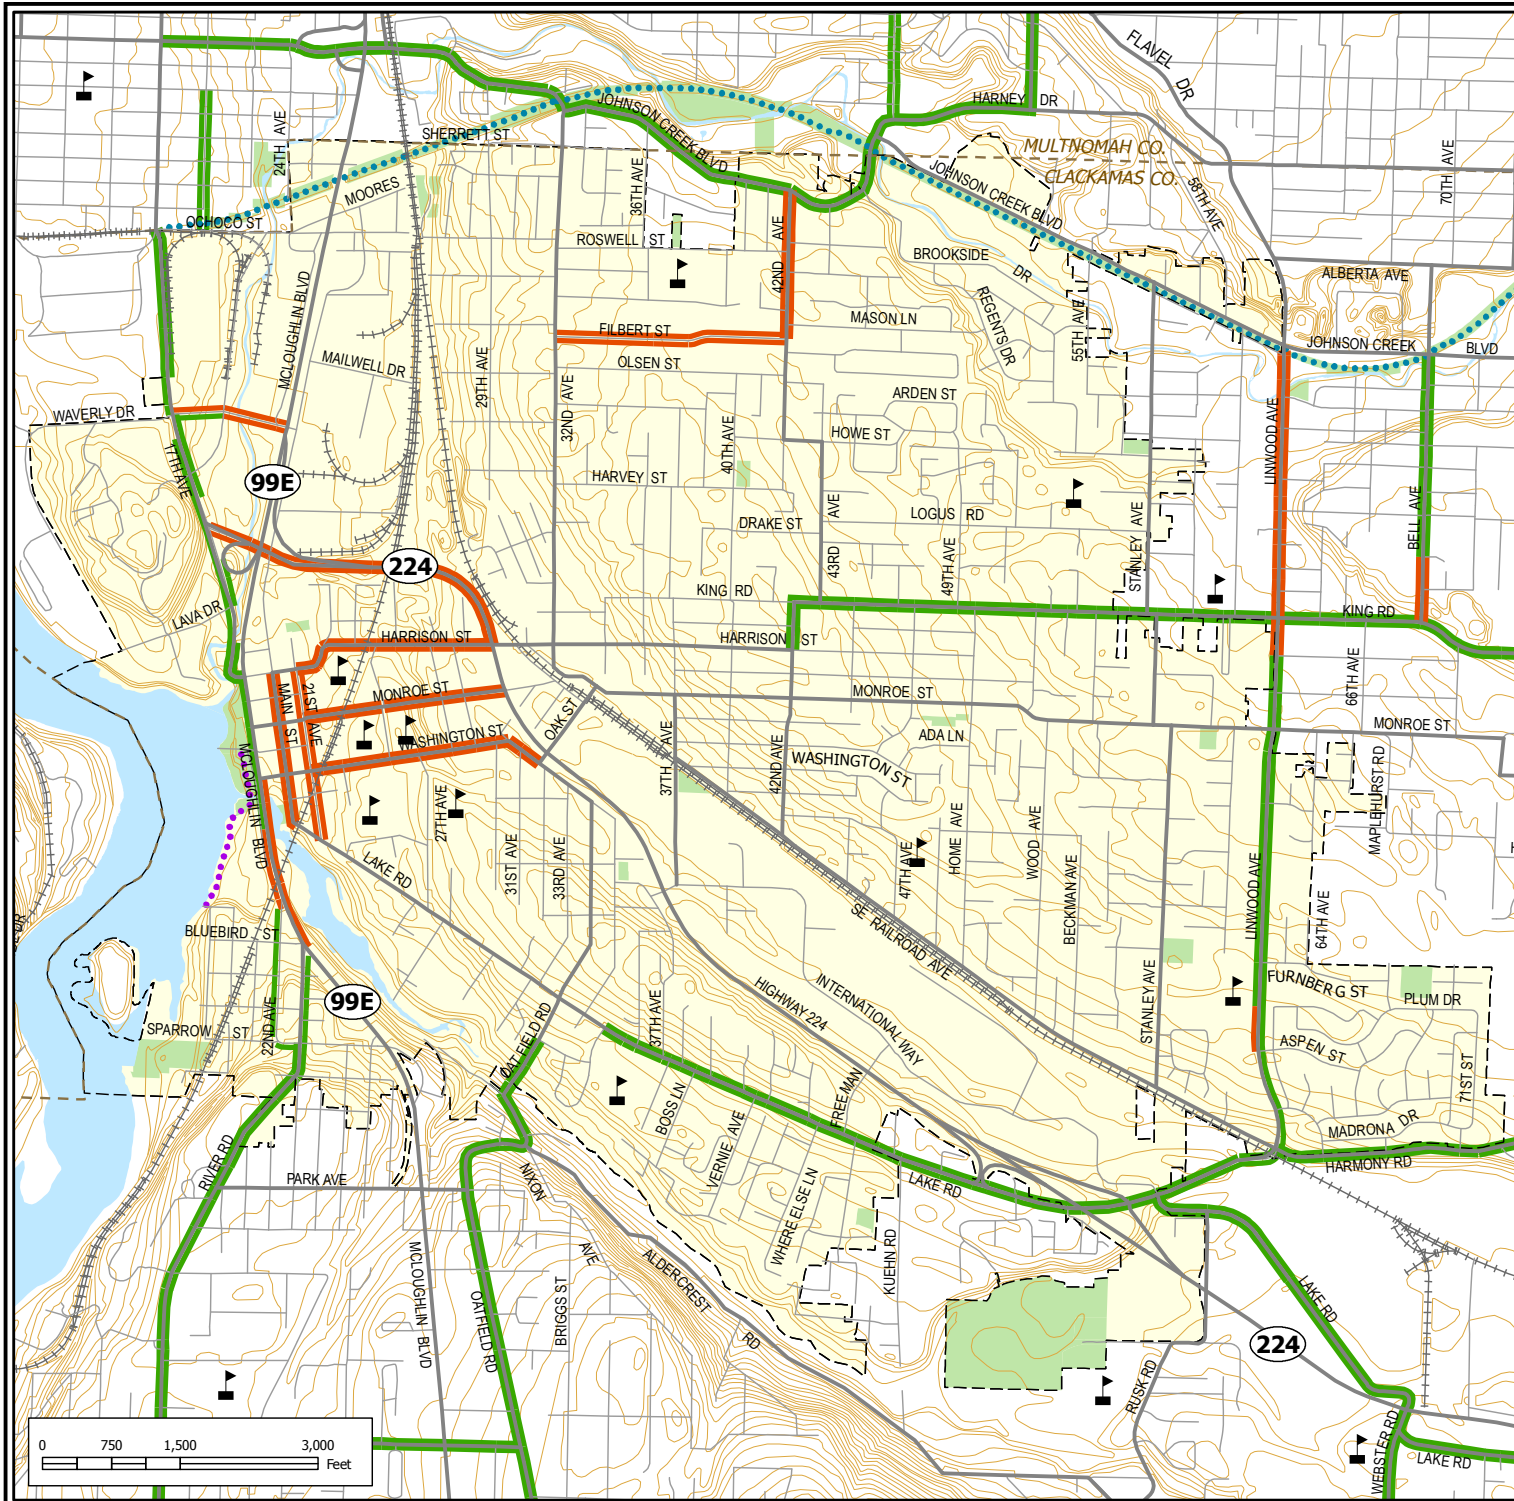 FLAVEL DR
HARNEY DR
JOHNSON CREEK BLVD
SHERRETT ST
24TH AVE
MULTNOMAH CO.
CLACKAMAS CO.
70TH AVE
36TH AVE
MOORES
58TH AVE
JOHNSON CREEK BLVD
OCHOCO ST
ROSWELL ST
42ND AVE
BROOKSIDE DR
ALBERTA AVE
MCLOUGHLIN BLVD
REGENTS DR
MASON LN
55TH AVE
FILBERT ST
JOHNSON CREEK BLVD
OLSEN ST
MAILWELL DR
29TH AVE
32ND AVE
ARDEN ST
WAVERLY DR
HOWE ST
40TH AVE
LINWOOD AVE
17TH AVE
HARVEY ST
99E
43RD AVE
LOGUS RD
DRAKE ST
STANLEY AVE
BELL AVE
224
49TH AVE
KING RD
KING RD
LAVA DR
HARRISON ST
HARRISON ST
66TH AVE
MONROE ST
MONROE ST
MAIN ST
21ST AVE
OAK ST
MONROE ST
WASHINGTON ST
ADA LN
37TH AVE
42ND AVE
WASHINGTON ST
MAPLEHURST RD
MCLOUGHLIN BLVD
27TH AVE
31ST AVE
33RD AVE
LAKE RD
47TH AVE
HOME AVE
WOOD AVE
BECKMAN AVE
LINWOOD AVE
64TH AVE
SE RAILROAD AVE
BLUEBIRD ST
99E
HIGHWAY 224
INTERNATIONAL WAY
STANLEY AVE
FURNBERG ST
PLUM DR
SPARROW ST
22ND AVE
OATFIELD RD
37TH AVE
ASPEN ST
71ST ST
BOSS LN
VERNIE AVE
FREEMAN
MADRONA DR
HARMONY RD
RIVER RD
PARK AVE
NIXON AVE
LAKE RD
WHERE ELSE LN
KUEHN RD
MCLOUGHLIN BLVD
OATFIELD RD
BRIGGS ST
ALDERCREST RD
LAKE RD
224
RUSK RD
WEBSTER RD
LAKE RD
0 750 1,500 3,000
Feet